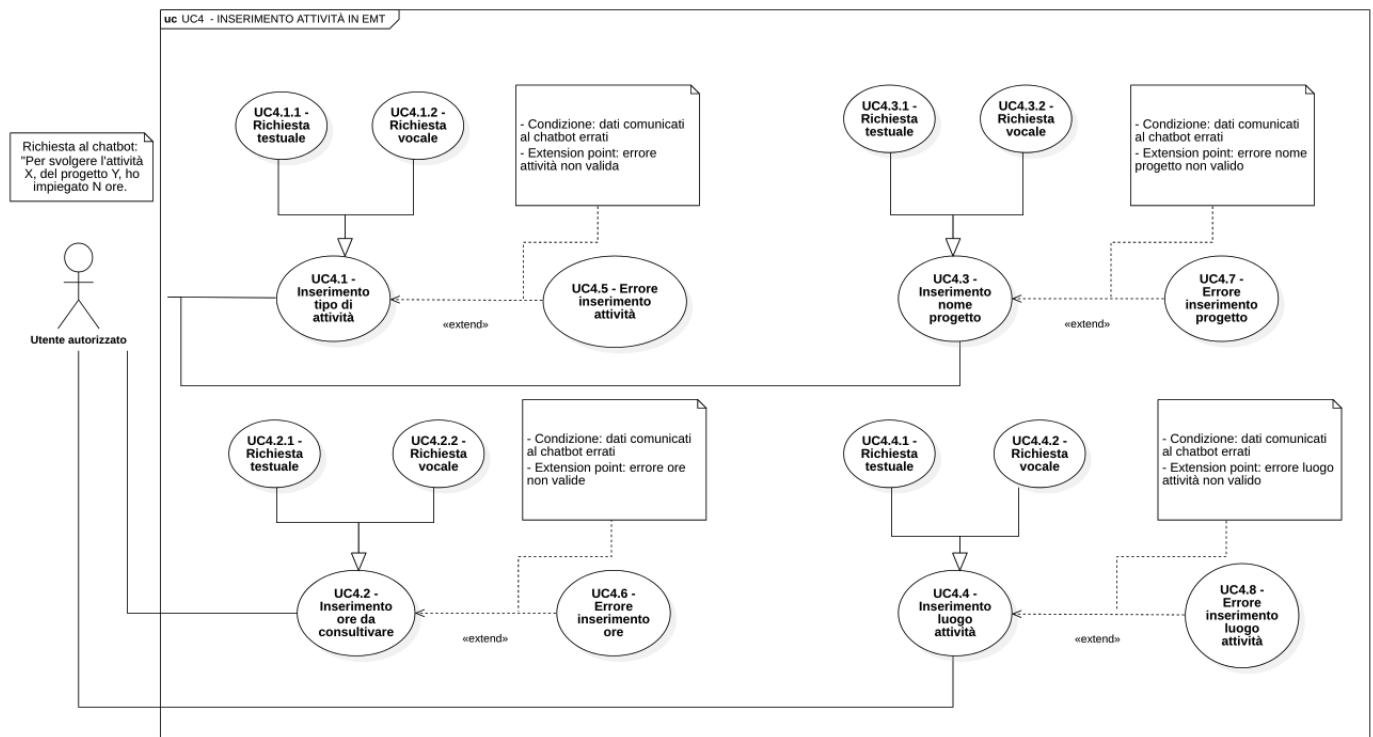 uc UC4 - INSERIMENTO ATTIVITÀ IN EMT
Richiesta al chatbot:
"Per svolgere l'attività
X, del progetto Y, ho
impiegato N ore.
Utente autorizzato
UC4.1.1 -
Richiesta
testuale
UC4.1.2 -
Richiesta
vocale
- Condizione: dati comunicati
al chatbot errati
- Extension point: errore
attività non valida
UC4.1 -
Inserimento
tipo di
attività
«extend»
UC4.5 - Errore
inserimento
attività
UC4.3.1 -
Richiesta
testuale
UC4.3.2 -
Richiesta
vocale
- Condizione: dati comunicati
al chatbot errati
- Extension point: errore nome
progetto non valido
UC4.3 -
Inserimento
nome
progetto
«extend»
UC4.7 -
Errore
inserimento
progetto
UC4.2.1 -
Richiesta
testuale
UC4.2.2 -
Richiesta
vocale
- Condizione: dati comunicati
al chatbot errati
- Extension point: errore ore
non valide
UC4.2 -
Inserimento
ore da
consultivare
«extend»
UC4.6 -
Errore
inserimento
ore
UC4.4.1 -
Richiesta
testuale
UC4.4.2 -
Richiesta
vocale
- Condizione: dati comunicati
al chatbot errati
- Extension point: errore luogo
attività non valido
UC4.4 -
Inserimento
luogo
attività
«extend»
UC4.8 -
Errore
inserimento
luogo
attività